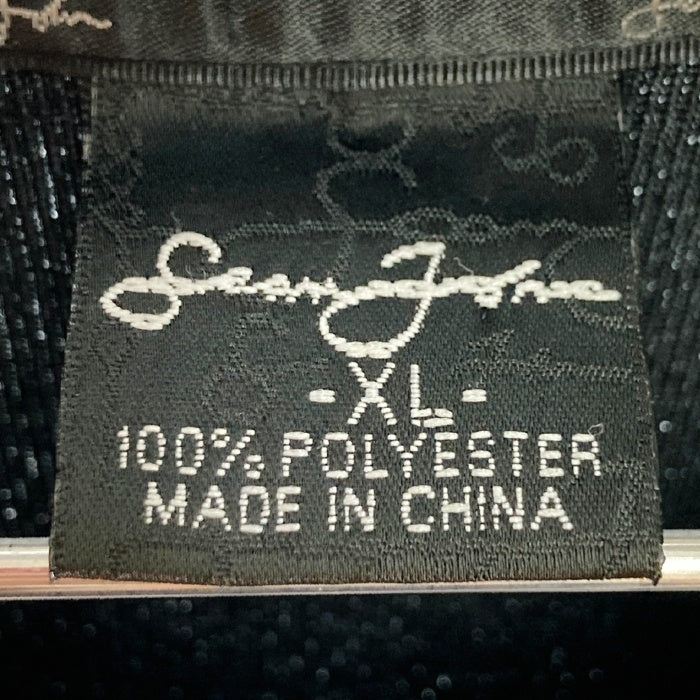 Sean John
-XL-
100% POLYESTER
MADE IN CHINA